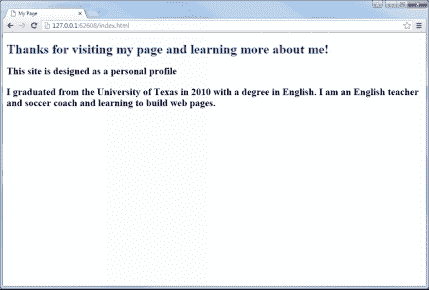 My Page
127.0.0.1:62608/index.html
Thanks for visiting my page and learning more about me!
This site is designed as a personal profile
I graduated from the University of Texas in 2010 with a degree in English. I am an English teacher
and soccer coach and learning to build web pages.